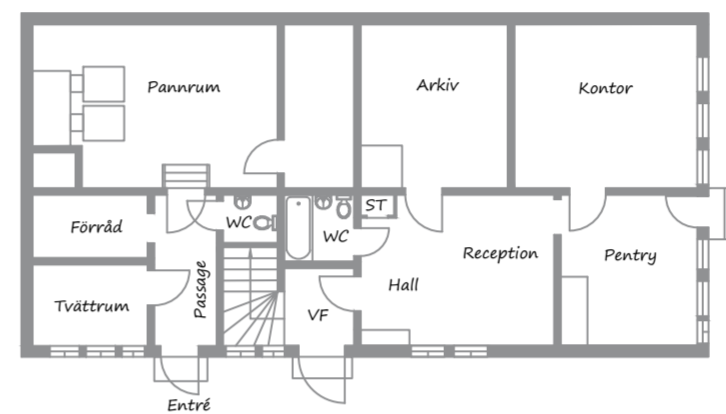 Pannrum
Arkiv
Kontor
Förråd
WC
WC
ST
Passage
Reception
Pentry
Hall
Tvättrum
VF
Entré